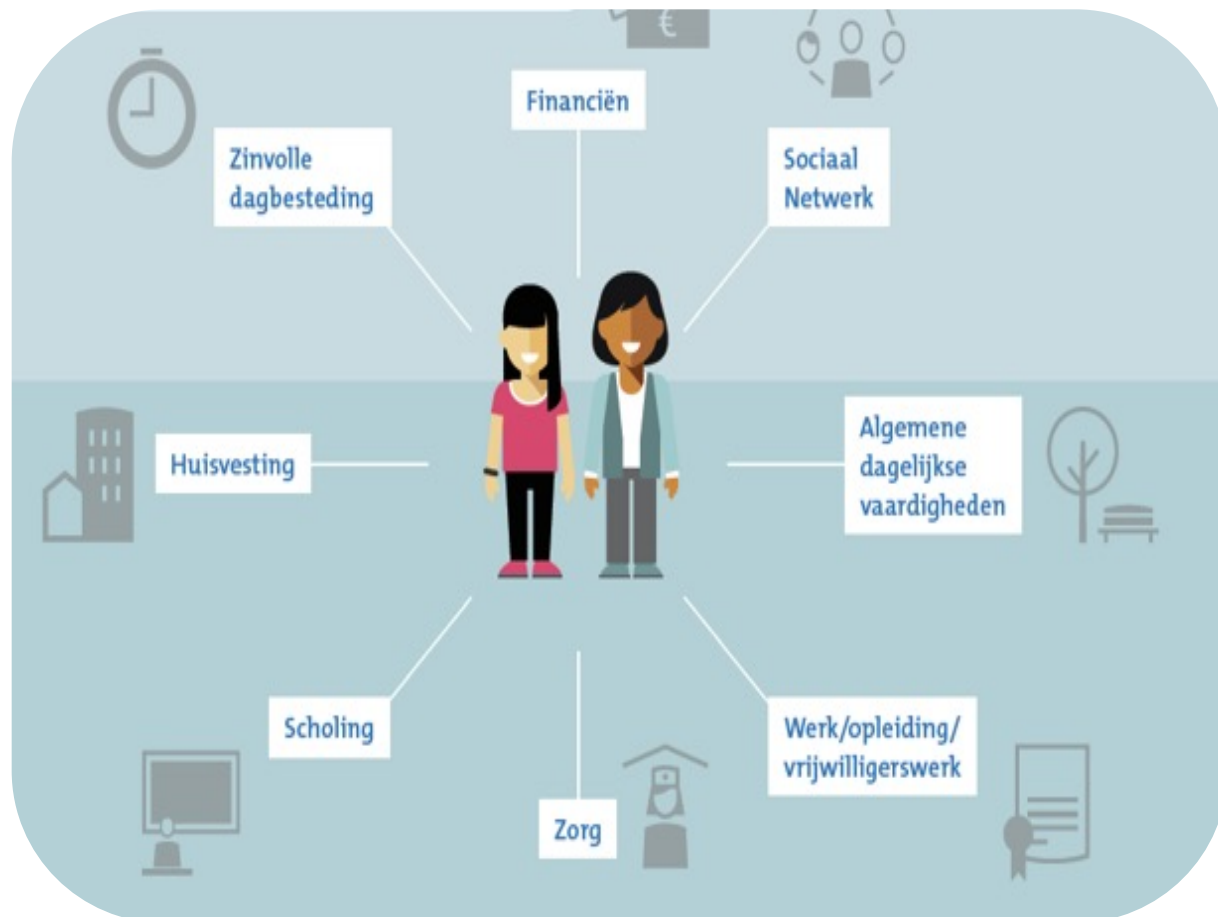 €
Financiën
Zinvolle
dagbesteding
Sociaal
Netwerk
Huisvesting
Algemene
dagelijkse
vaardigheden
Scholing
Werk/opleiding/
vrijwilligerswerk
Zorg